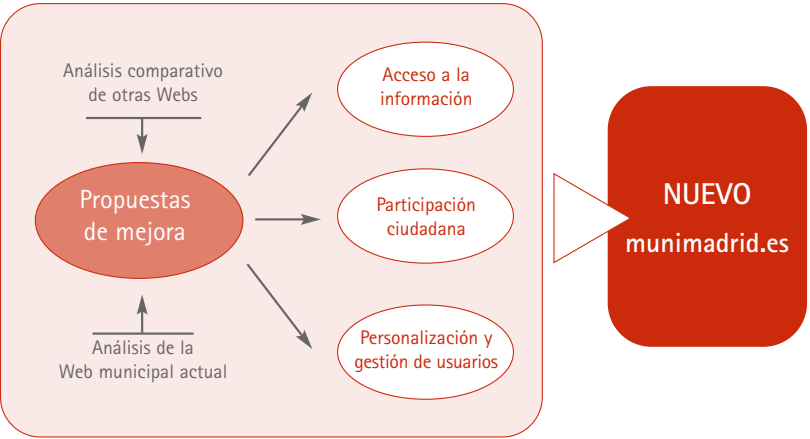 Análisis comparativo
de otras Webs
Propuestas
de mejora
Análisis de la
Web municipal actual
Acceso a la
información
Participación
ciudadana
Personalización y
gestión de usuarios
NUEVO
munimadrid.es